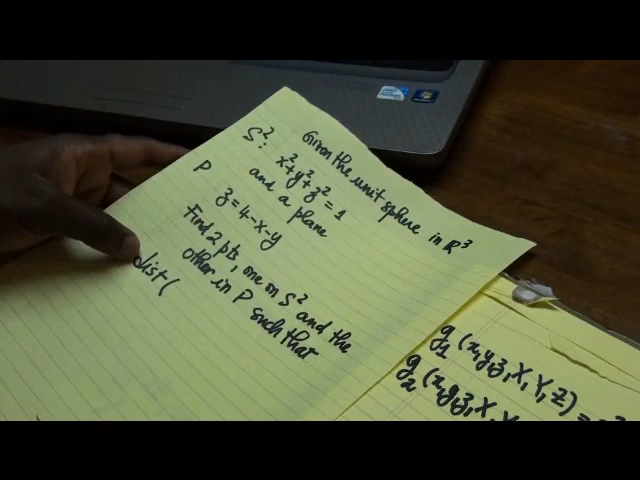 Given the unit sphere in R³
S²: x²+y²+z²=1
and a plane
P z=4-x-y
Find 2 pts, one on S² and the
other in P such that
dist(
g₁(x,y,z,X,Y,Z) =
g₂(x,y,z,X,